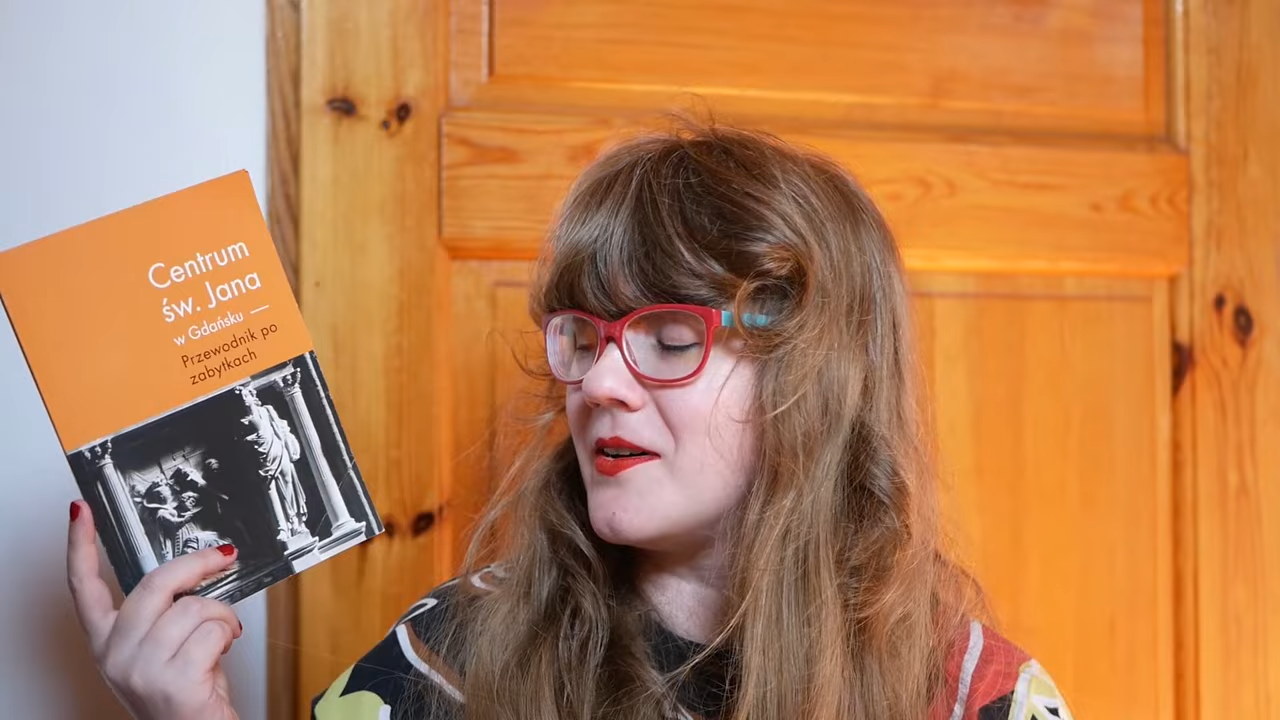 Centrum
św. Jana
w Gdańsku —
Przewodnik po
zabytkach